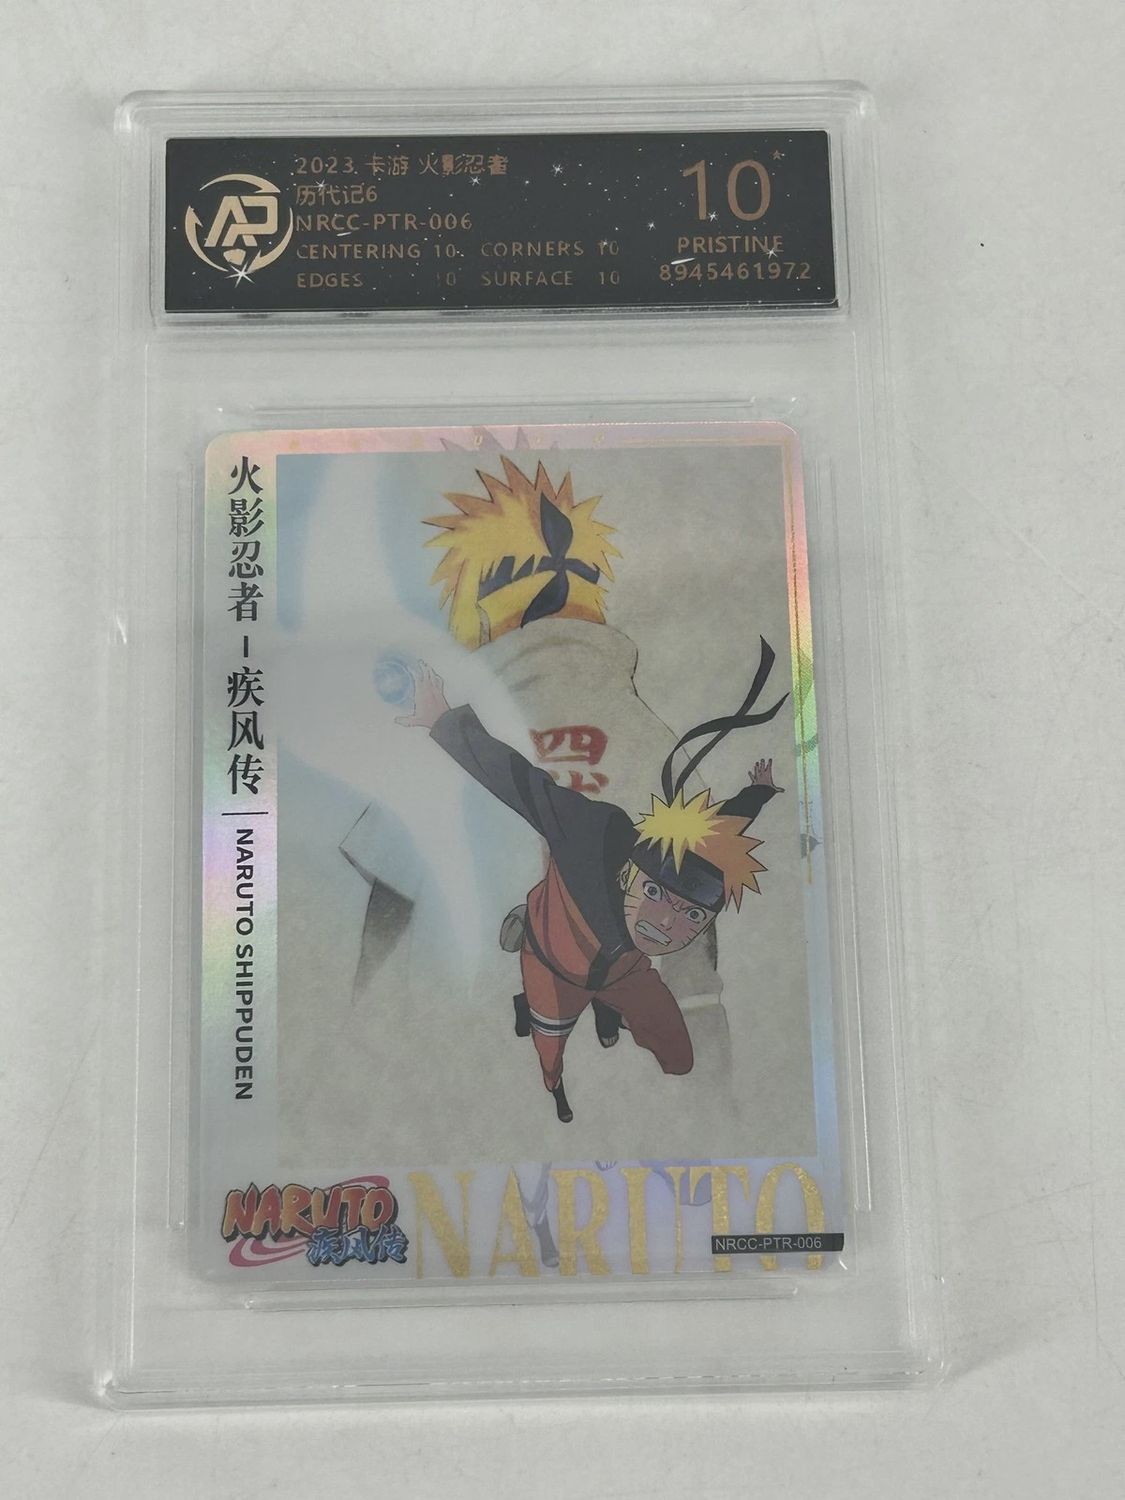 2023 卡游 火影忍者
历代记6
NRCC-PTR-006
CENTERING 10 CORNERS 10
EDGES 10 SURFACE 10
10
PRISTINE
8945461972
火影忍者-疾风传 | NARUTO SHIPPUDEN
四
NARUTO
疾风传
NARUTO
NRCC-PTR-006